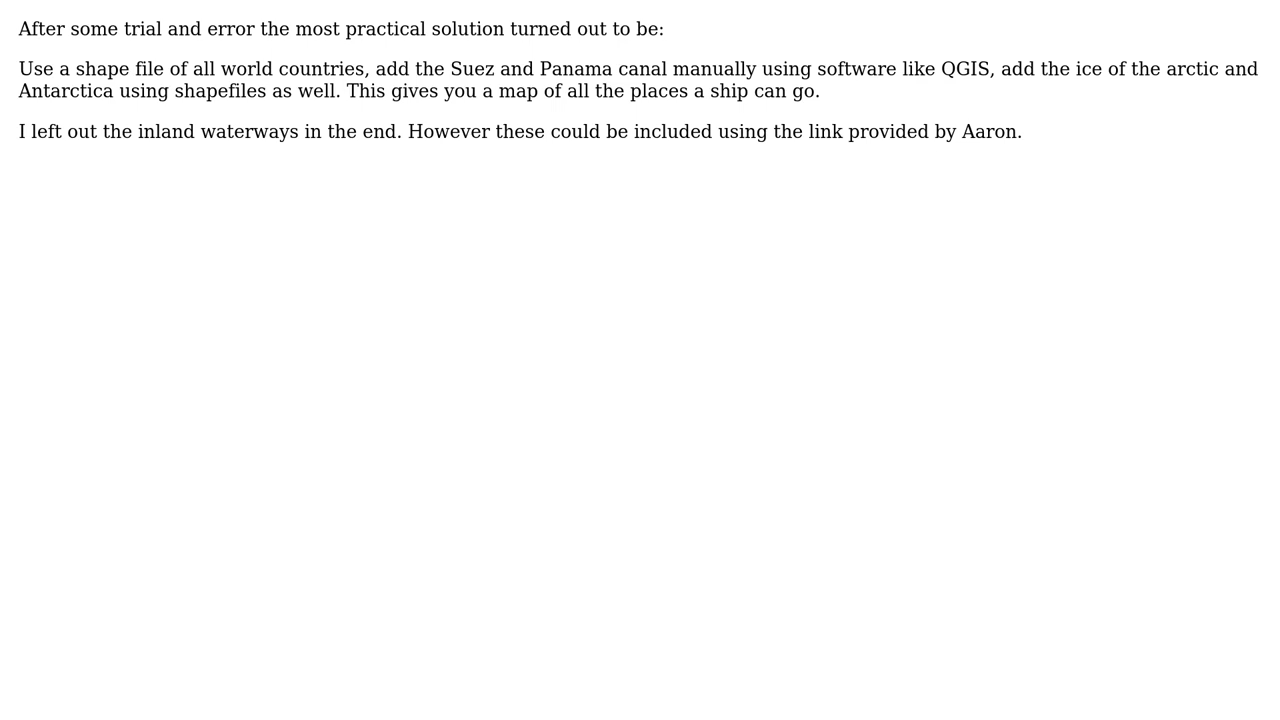 After some trial and error the most practical solution turned out to be:
Use a shape file of all world countries, add the Suez and Panama canal manually using software like QGIS, add the ice of the arctic and
Antarctica using shapefiles as well. This gives you a map of all the places a ship can go.
I left out the inland waterways in the end. However these could be included using the link provided by Aaron.